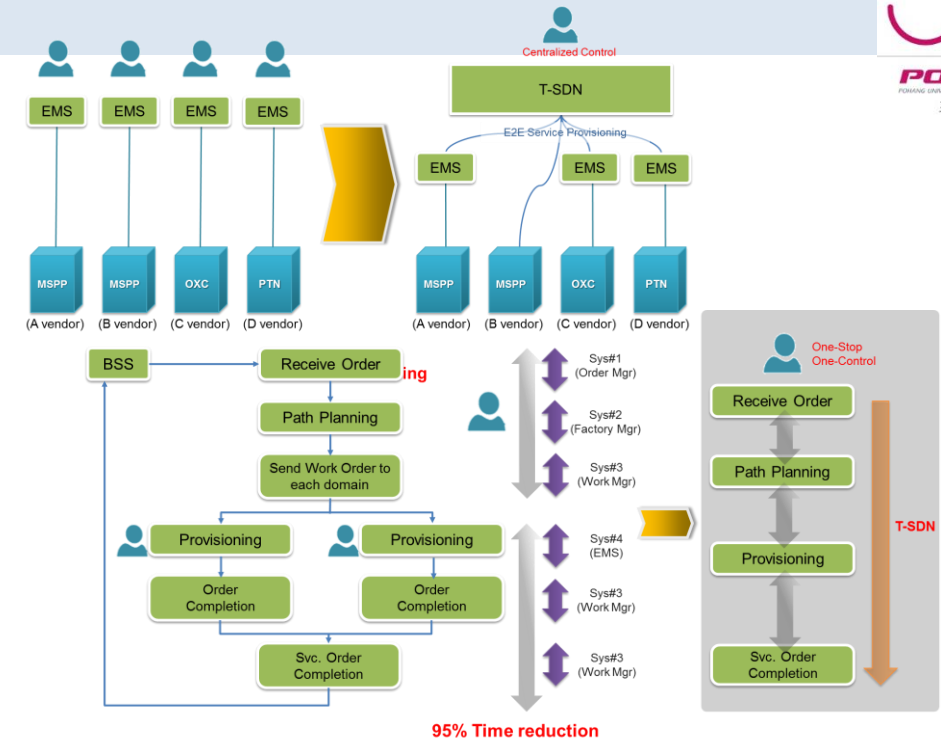 Centralized Control
EMS
EMS
EMS
EMS
T-SDN
E2E Service Provisioning
EMS
EMS
EMS
MSPP
MSPP
OXC
PTN
(A vendor)
(B vendor)
(C vendor)
(D vendor)
MSPP
MSPP
OXC
PTN
(A vendor)
(B vendor)
(C vendor)
(D vendor)
BSS
Receive Order
ing
Path Planning
Send Work Order to
each domain
Provisioning
Provisioning
Order
Completion
Order
Completion
Svc. Order
Completion
Sys#1
(Order Mgr)
Sys#2
(Factory Mgr)
Sys#3
(Work Mgr)
Sys#4
(EMS)
Sys#3
(Work Mgr)
Sys#3
(Work Mgr)
One-Stop
One-Control
Receive Order
Path Planning
Provisioning
Svc. Order
Completion
T-SDN
95% Time reduction